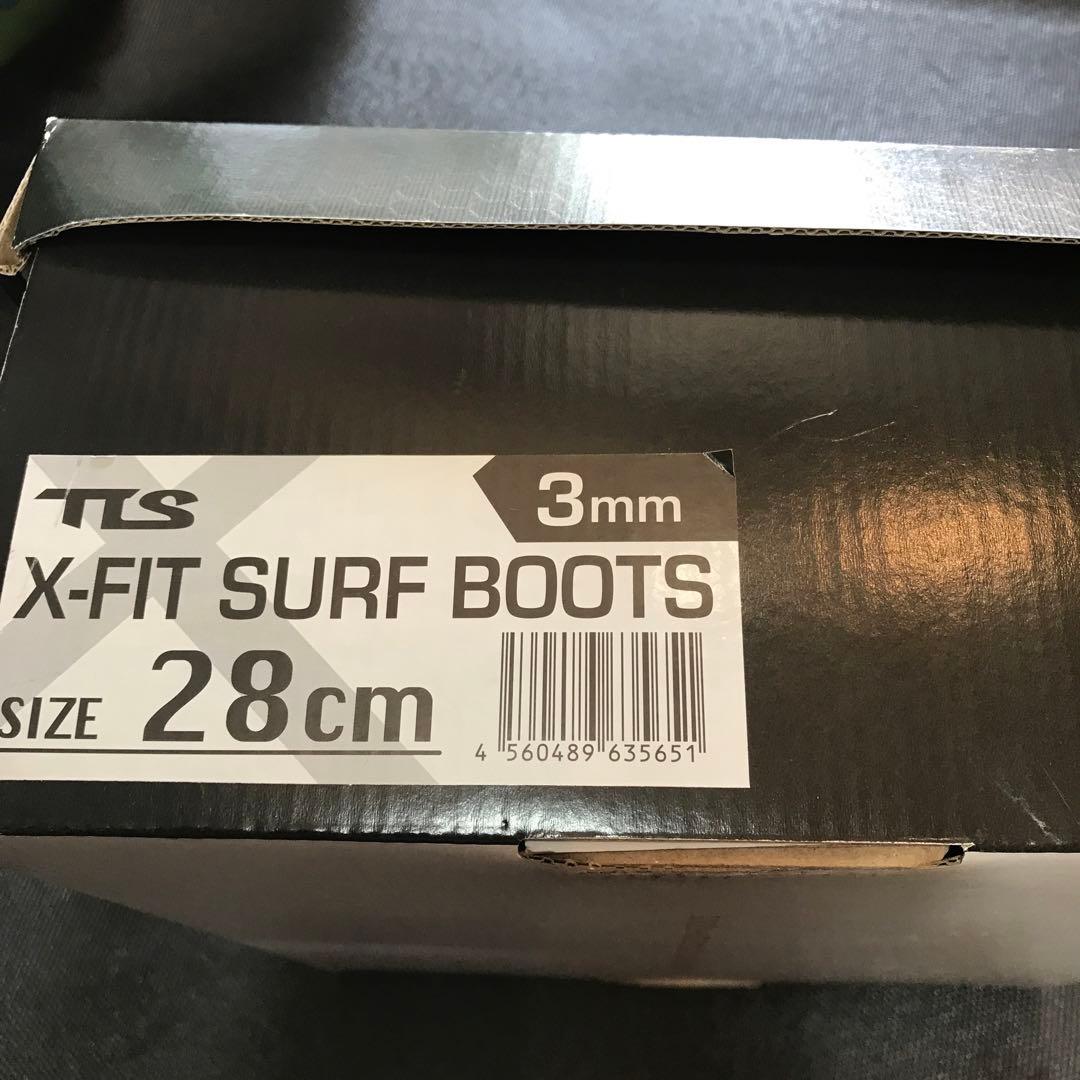 TLS
3mm
X-FIT SURF BOOTS
SIZE 28cm
4 560489 635651